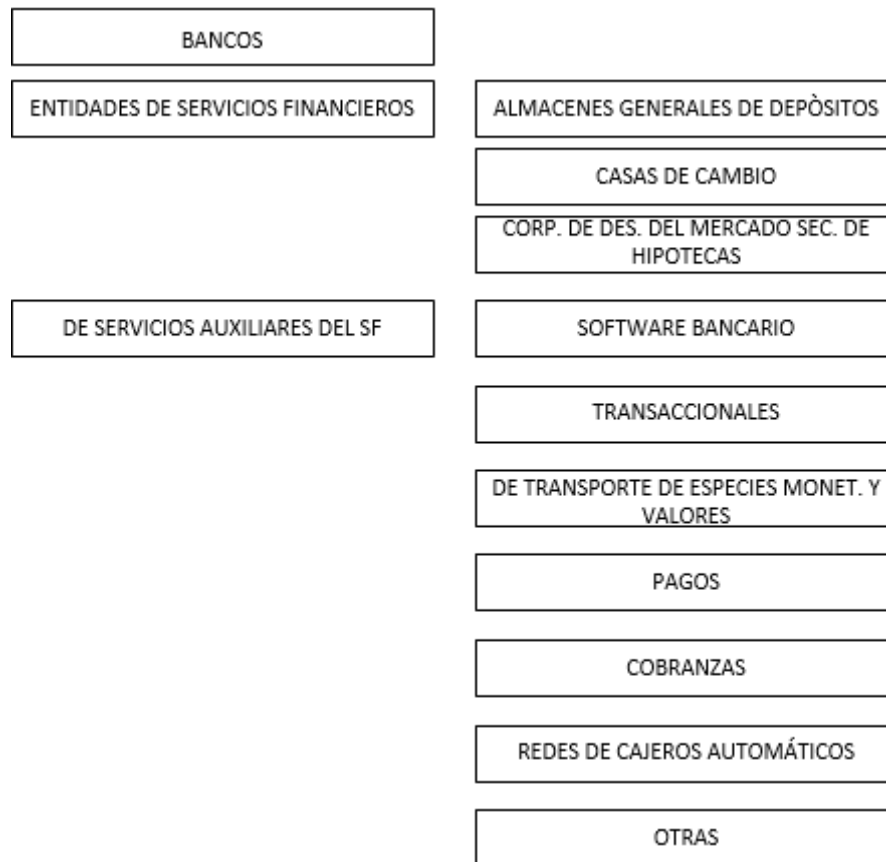 BANCOS
ENTIDADES DE SERVICIOS FINANCIEROS
ALMACENES GENERALES DE DEPÒSITOS
CASAS DE CAMBIO
CORP. DE DES. DEL MERCADO SEC. DE
HIPOTECAS
DE SERVICIOS AUXILIARES DEL SF
SOFTWARE BANCARIO
TRANSACCIONALES
DE TRANSPORTE DE ESPECIES MONET. Y
VALORES
PAGOS
COBRANZAS
REDES DE CAJEROS AUTOMÁTICOS
OTRAS